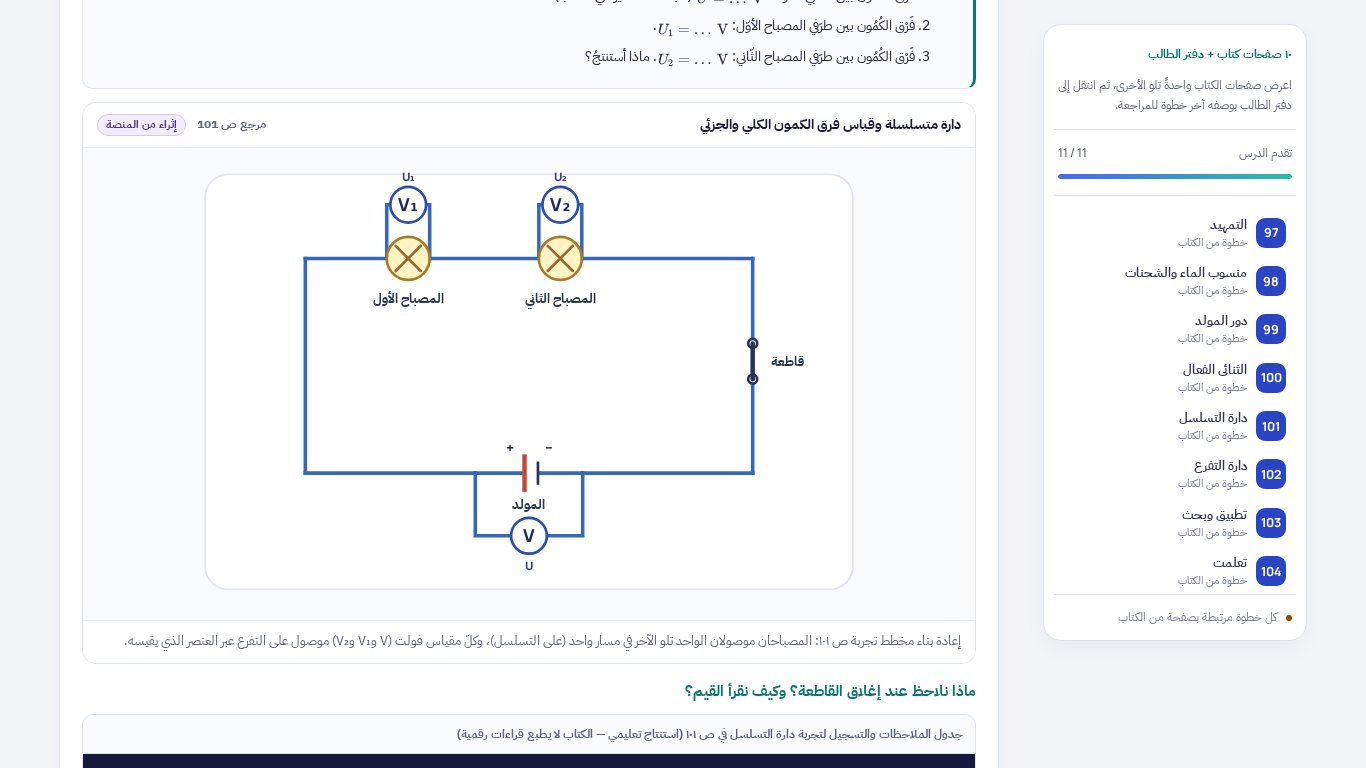 2. فَرْق الكُمُون بين طرَفي المصباح الأوّل: U₁ = … V.
3. فَرْق الكُمُون بين طرَفي المصباح الثّاني: U₂ = … V. ماذا أستنتجُ؟
دارة متسلسلة وقياس فرق الكمون الكلي والجزئي
مرجع ص 101
إثراء من المنصة
U₁
U₂
V₁
V₂
المصباح الأول
المصباح الثاني
قاطعة
+
−
المولد
V
U
إعادة بناء مخطط تجربة ص ١٠١: المصباحان موصولان الواحد تلو الآخر في مسار واحد (على التسلسل)، وكلّ مقياس ڤولت (V وV₁ وV₂) موصول على التفرع عبر العنصر الذي يقيسه.
ماذا نلاحظ عند إغلاق القاطعة؟ وكيف نقرأ القيم؟
جدول الملاحظات والتسجيل لتجربة دارة التسلسل في ص ١٠١ (استنتاج تعليمي — الكتاب لا يطبع قراءات رقمية)
١٠ صفحات كتاب + دفتر الطالب
اعرض صفحات الكتاب واحدةً تلو الأخرى، ثم انتقل إلى
دفتر الطالب بوصفه آخر خطوة للمراجعة.
تقدم الدرس
11 / 11
97
التمهيد
خطوة من الكتاب
98
منسوب الماء والشحنات
خطوة من الكتاب
99
دور المولد
خطوة من الكتاب
100
الثنائي الفعال
خطوة من الكتاب
101
دارة التسلسل
خطوة من الكتاب
102
دارة التفرع
خطوة من الكتاب
103
تطبيق وبحث
خطوة من الكتاب
104
تعلمت
خطوة من الكتاب
كل خطوة مرتبطة بصفحة من الكتاب